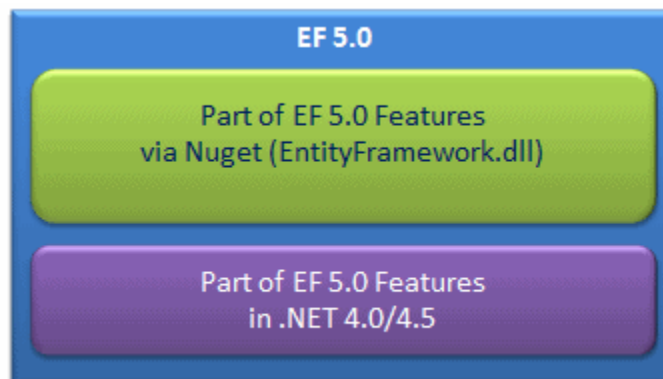 EF 5.0
Part of EF 5.0 Features
via Nuget (EntityFramework.dll)
Part of EF 5.0 Features
in .NET 4.0/4.5